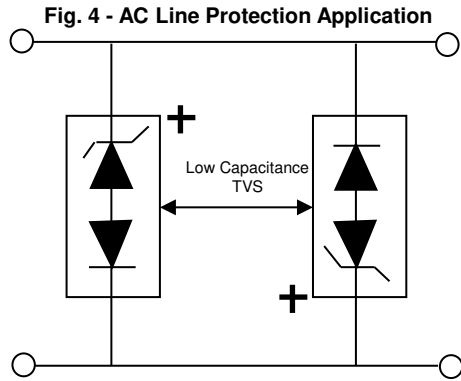 Fig. 4 - AC Line Protection Application
+
Low Capacitance
TVS
+